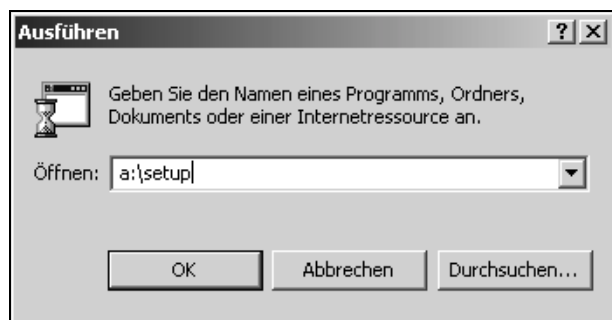 Ausführen
Geben Sie den Namen eines Programms, Ordners,
Dokuments oder einer Internetressource an.
Öffnen: a:\setup
OK Abbrechen Durchsuchen...